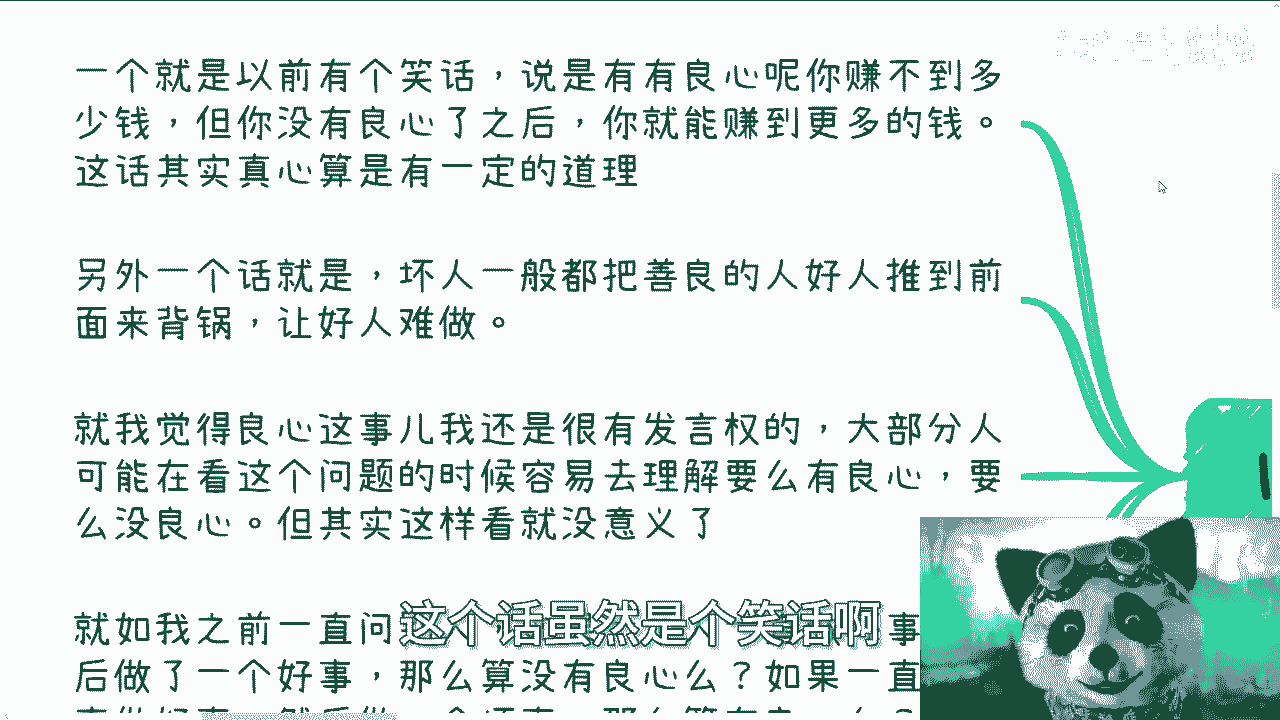 一个就是以前有个笑话，说是有有良心呢你赚不到多
少钱，但你没有良心了之后，你就能赚到更多的钱。
这话其实真心算是有一定的道理
另外一个话就是，坏人一般都把善良的人好人推到前
面来背锅，让好人难做。
就我觉得良心这事儿我还是很有发言权的，大部分人
可能在看这个问题的时候容易去理解要么有良心，要
么没良心。但其实这样看就没意义了
就如我之前一直问
事
这个话虽然是个笑话啊
后做了一个好事，那么算没有良心么？如果一直